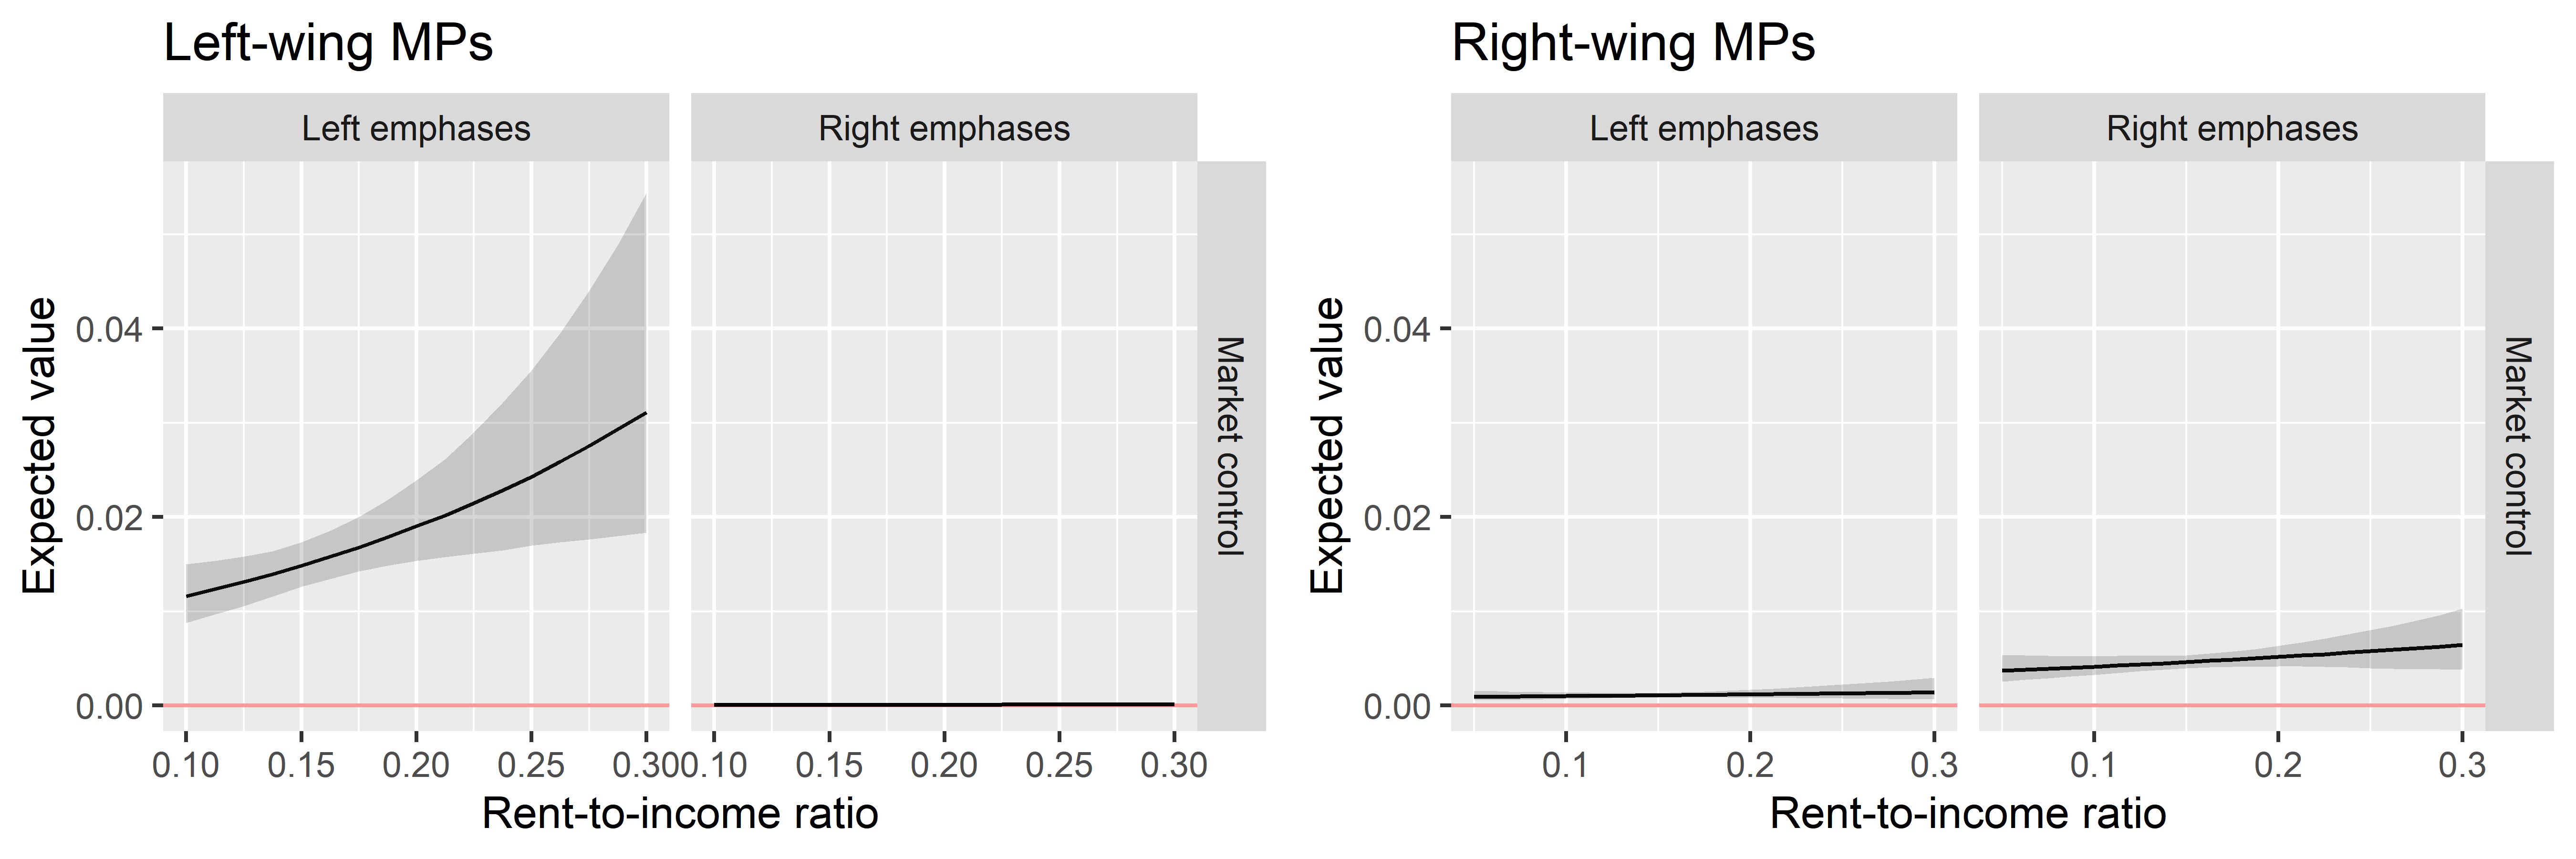 Left-wing MPs
Left emphases
Right emphases
Market control
Expected value
0.04
0.02
0.00
0.10
0.15
0.20
0.25
0.30
0.10
0.15
0.20
0.25
0.30
Rent-to-income ratio
Right-wing MPs
Left emphases
Right emphases
Market control
Expected value
0.04
0.02
0.00
0.1
0.2
0.3
0.1
0.2
0.3
Rent-to-income ratio